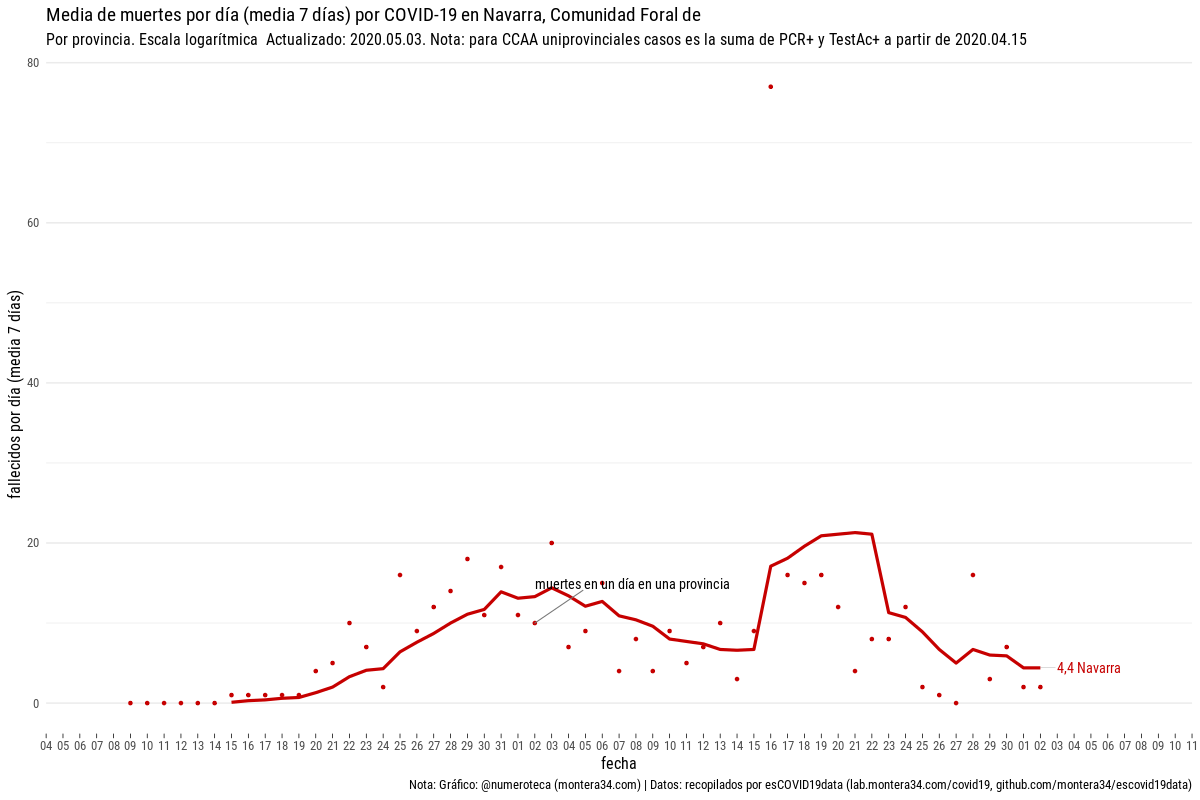 Media de muertes por día (media 7 días) por COVID-19 en Navarra, Comunidad Foral de
Por provincia. Escala logarítmica  Actualizado: 2020.05.03. Nota: para CCAA uniprovinciales casos es la suma de PCR+ y TestAc+ a partir de 2020.04.15
fallecidos por día (media 7 días)
80
60
40
20
0
muertes en un día en una provincia
4,4 Navarra
04 05 06 07 08 09 10 11 12 13 14 15 16 17 18 19 20 21 22 23 24 25 26 27 28 29 30 31 01 02 03 04 05 06 07 08 09 10 11 12 13 14 15 16 17 18 19 20 21 22 23 24 25 26 27 28 29 30 01 02 03 04 05 06 07 08 09 10 11
fecha
Nota: Gráfico: @numeroteca (montera34.com) | Datos: recopilados por esCOVID19data (lab.montera34.com/covid19, github.com/montera34/escovid19data)